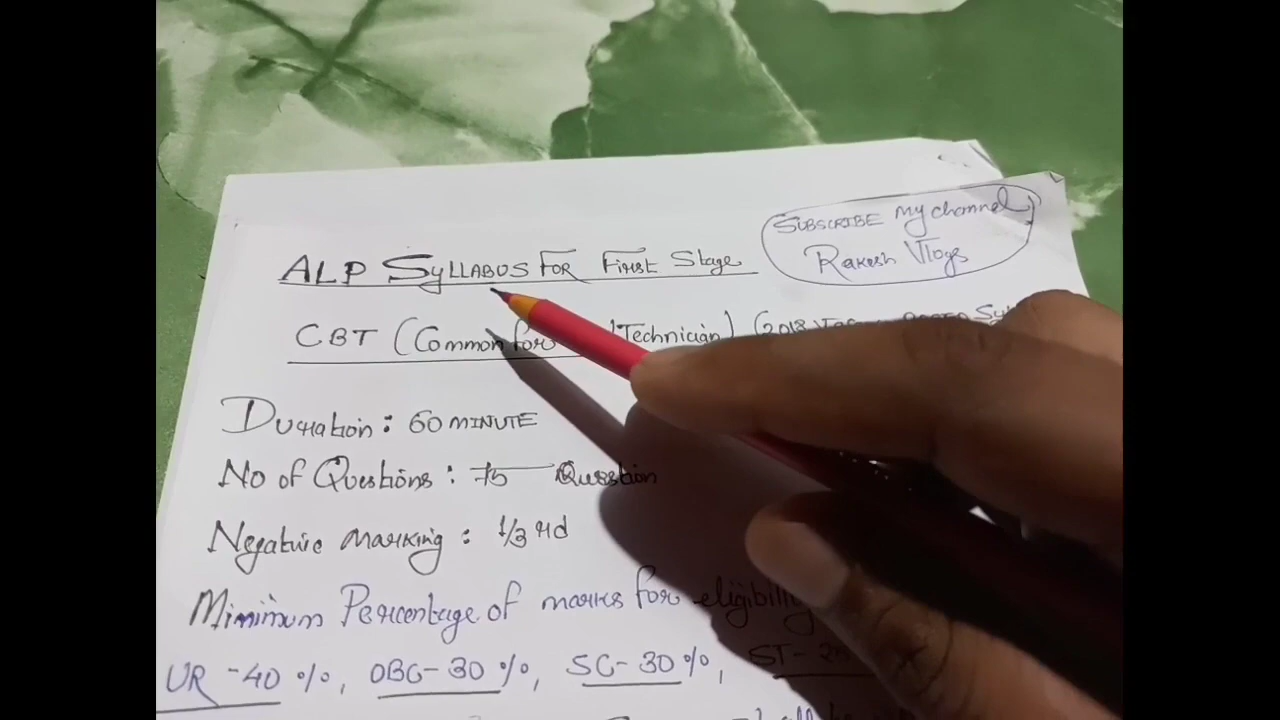 ALP SYLLABUS FOR First Stage
SUBSCRIBE My channel
Rakesh Vlogs
CBT (Common for Technician) (2018
Duration : 60 MINUTE
No of Questions : 75 Question
Negative marking : 1/3 rd
Minimum Percentage of marks for eligibility
UR - 40 %, OBC - 30 %, SC - 30 %, ST -